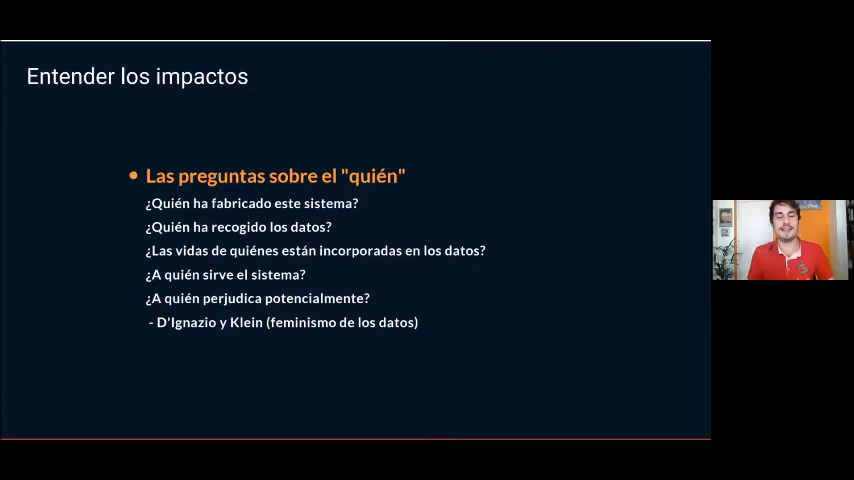 Entender los impactos
Las preguntas sobre el "quién"
¿Quién ha fabricado este sistema?
¿Quién ha recogido los datos?
¿Las vidas de quiénes están incorporadas en los datos?
¿A quién sirve el sistema?
¿A quién perjudica potencialmente?
- D'Ignazio y Klein (feminismo de los datos)